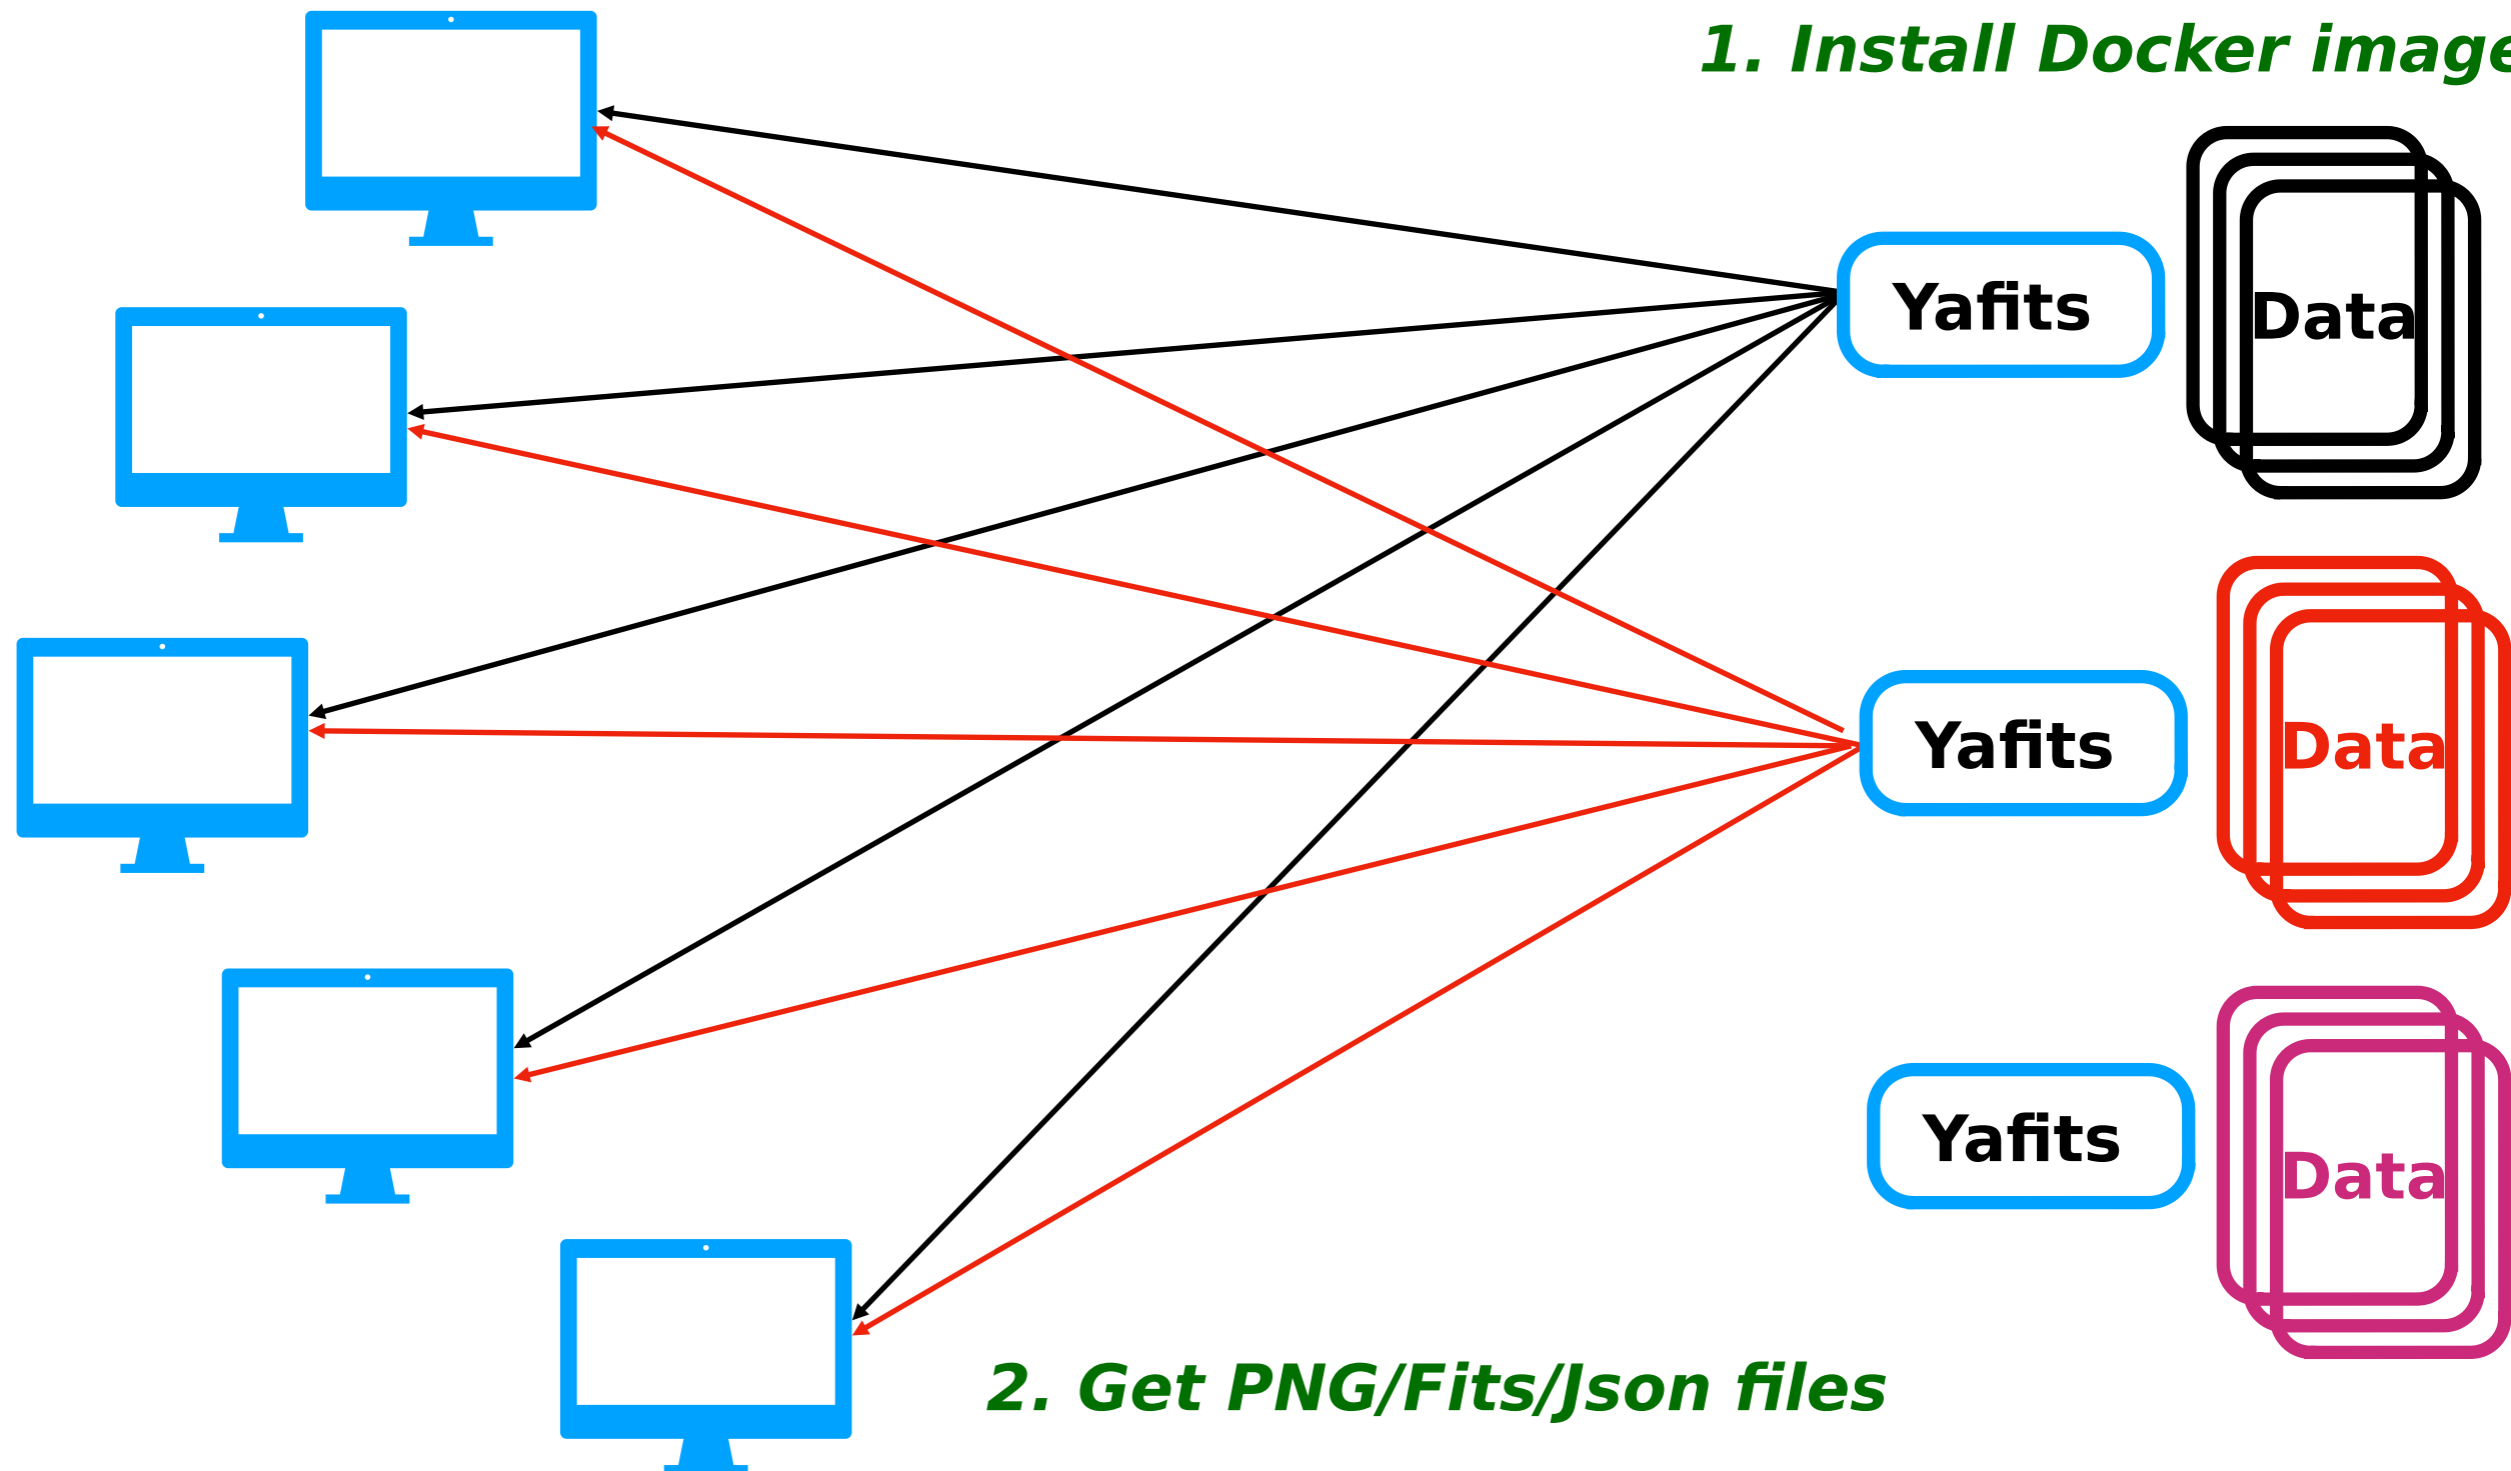 1. Install Docker image
Yafits
Data
Yafits
Data
Yafits
Data
2. Get PNG/Fits/Json files